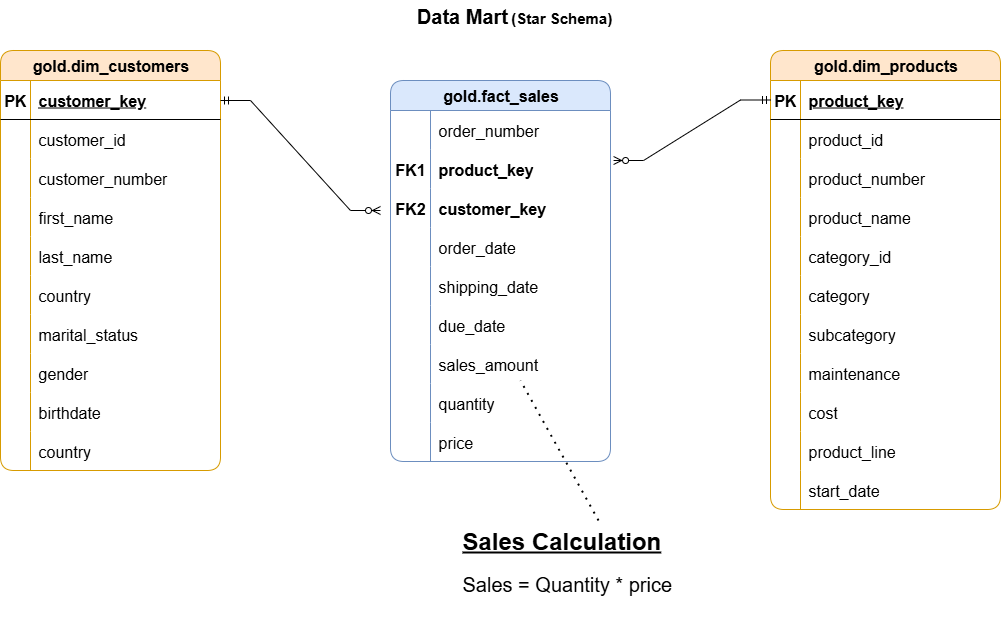 Data Mart (Star Schema)
gold.dim_customers
PK customer_key
customer_id
customer_number
first_name
last_name
country
marital_status
gender
birthdate
country
gold.fact_sales
order_number
FK1 product_key
FK2 customer_key
order_date
shipping_date
due_date
sales_amount
quantity
price
gold.dim_products
PK product_key
product_id
product_number
product_name
category_id
category
subcategory
maintenance
cost
product_line
start_date
Sales Calculation
Sales = Quantity * price